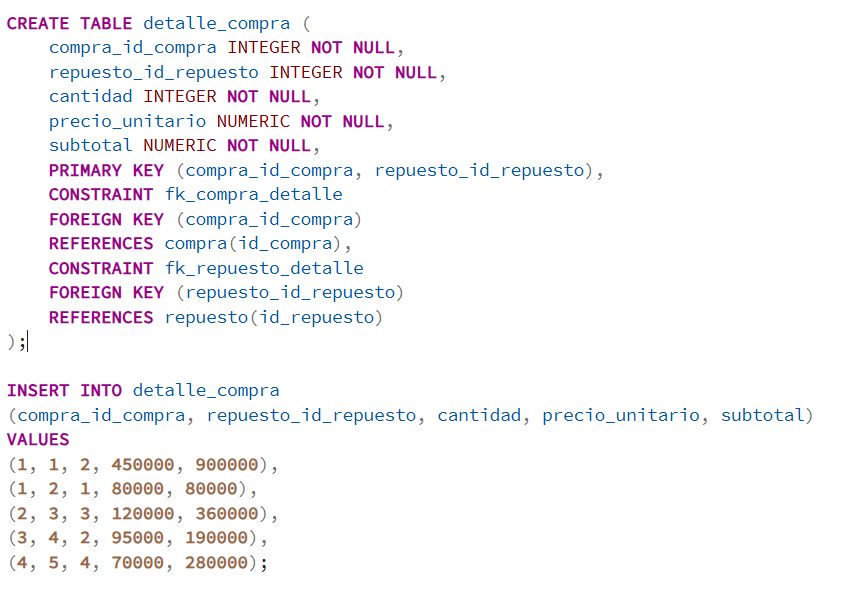 CREATE TABLE detalle_compra (
    compra_id_compra INTEGER NOT NULL,
    repuesto_id_repuesto INTEGER NOT NULL,
    cantidad INTEGER NOT NULL,
    precio_unitario NUMERIC NOT NULL,
    subtotal NUMERIC NOT NULL,
    PRIMARY KEY (compra_id_compra, repuesto_id_repuesto),
    CONSTRAINT fk_compra_detalle
    FOREIGN KEY (compra_id_compra)
    REFERENCES compra(id_compra),
    CONSTRAINT fk_repuesto_detalle
    FOREIGN KEY (repuesto_id_repuesto)
    REFERENCES repuesto(id_repuesto)
);

INSERT INTO detalle_compra
(compra_id_compra, repuesto_id_repuesto, cantidad, precio_unitario, subtotal)
VALUES
(1, 1, 2, 450000, 900000),
(1, 2, 1, 80000, 80000),
(2, 3, 3, 120000, 360000),
(3, 4, 2, 95000, 190000),
(4, 5, 4, 70000, 280000);